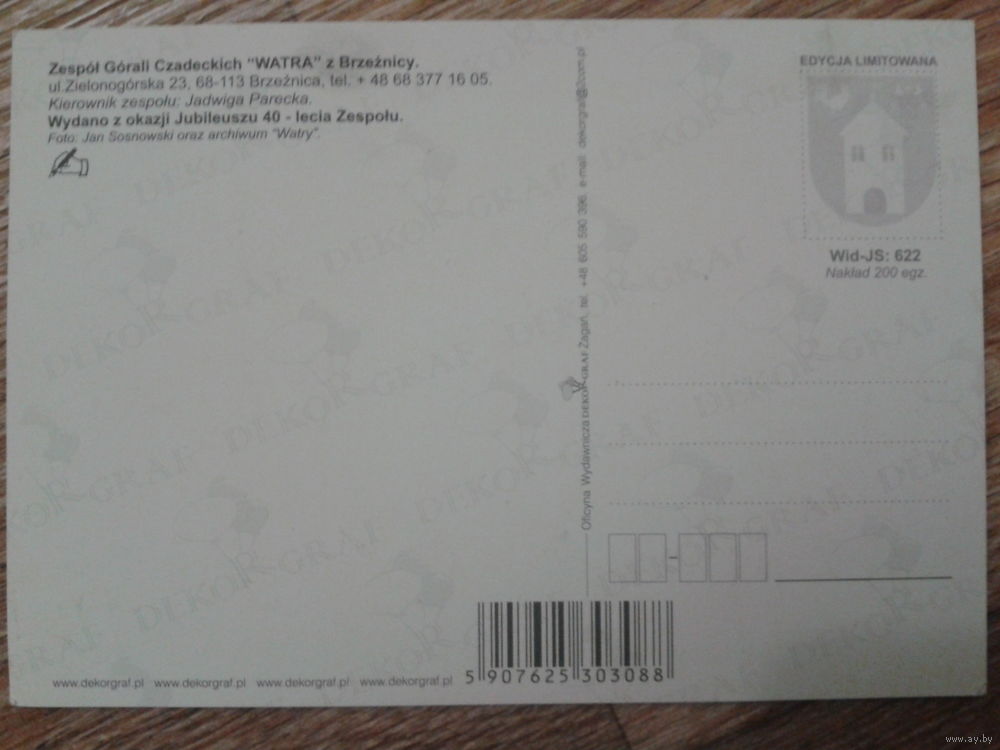 Zespół Górali Czadeckich "WATRA" z Brzeźnicy.
ul.Zielonogórska 23, 68-113 Brzeźnica, tel. + 48 68 377 16 05.
Kierownik zespołu: Jadwiga Parecka.
Wydano z okazji Jubileuszu 40 - lecia Zespołu.
Foto: Jan Sosnowski oraz archiwum "Watry".
EDYCJA LIMITOWANA
Wid-JS: 622
Nakład 200 egz.
Oficyna Wydawnicza DEKORGRAF Żagań, tel. +48 605 590 396, e-mail: dekorgraf@o2.com.pl
www.dekorgraf.pl www.dekorgraf.pl www.dekorgraf.pl www.dekorgraf.pl
5 907625 303088
DEKORGRAF
www.ay.by